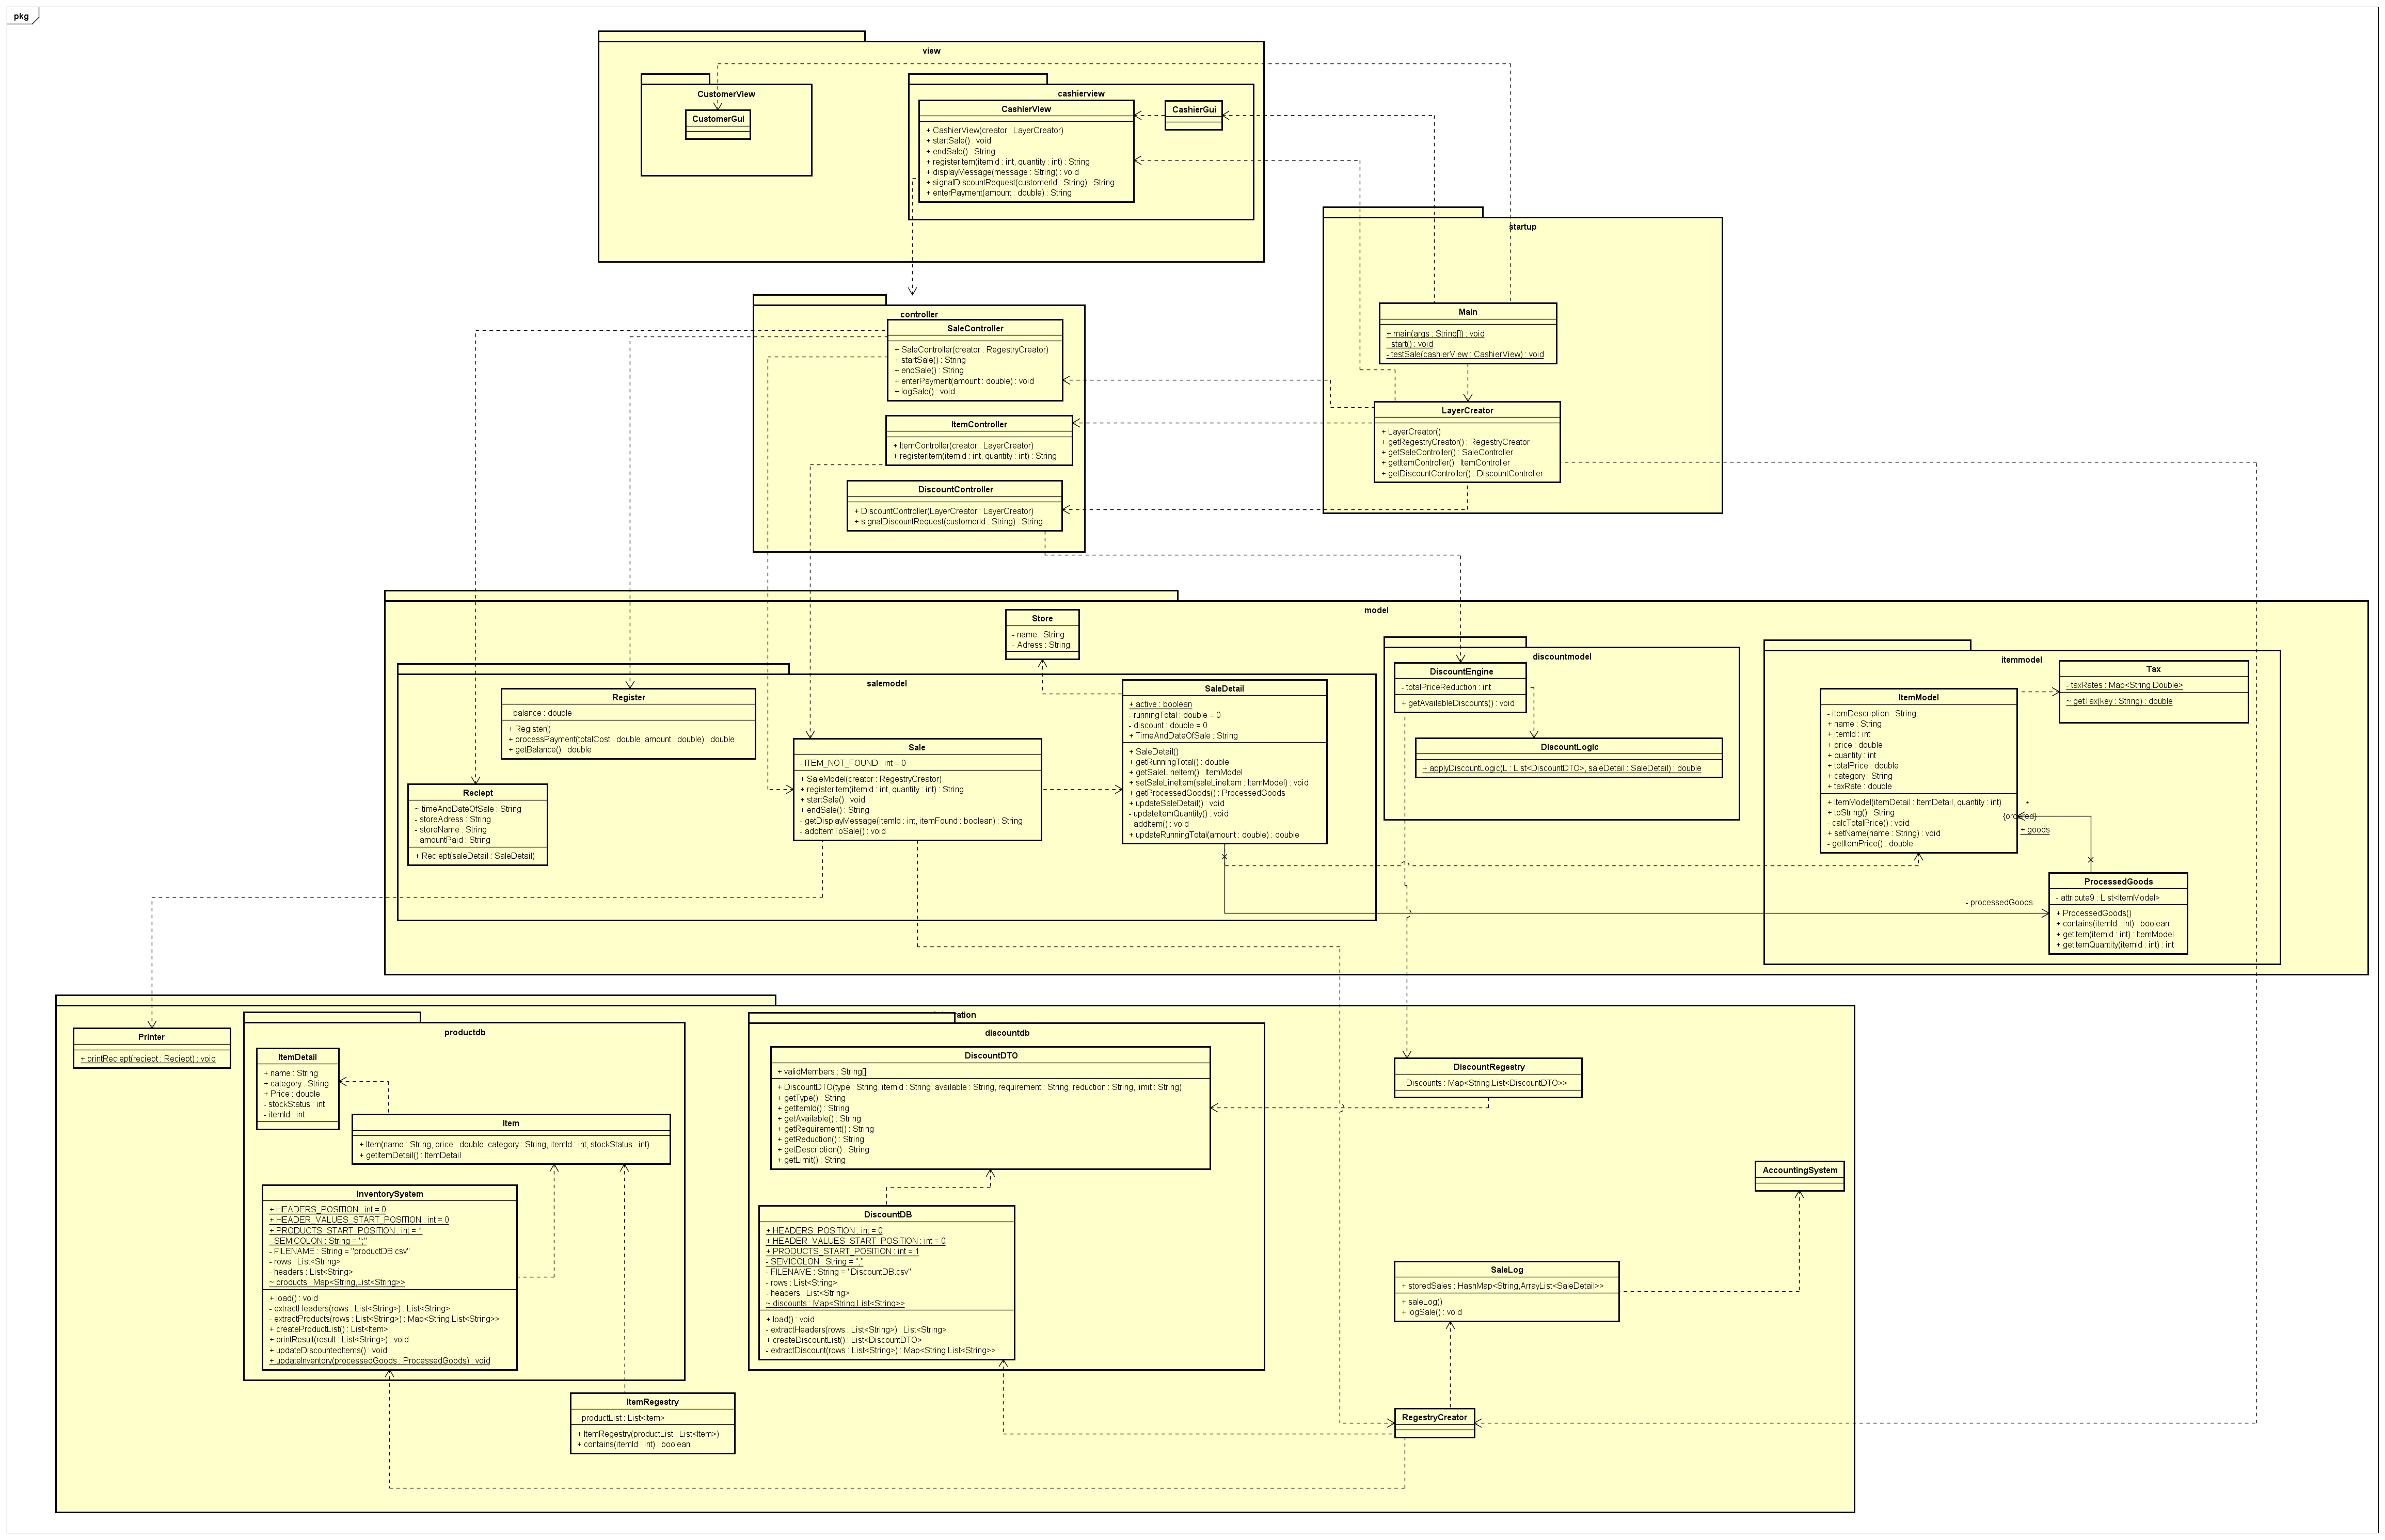 pkg
view
CustomerView
CustomerGui
cashierview
CashierView
+ CashierView(creator : LayerCreator)
+ startSale() : void
+ endSale() : String
+ registerItem(itemId : int, quantity : int) : String
+ displayMessage(message : String) : void
+ signalDiscountRequest(customerId : String) : String
+ enterPayment(amount : double) : String
CashierGui
startup
Main
+ main(args : String[]) : void
- start() : void
- testSale(cashierView : CashierView) : void
LayerCreator
+ LayerCreator()
+ getRegestryCreator() : RegestryCreator
+ getSaleController() : SaleController
+ getItemController() : ItemController
+ getDiscountController() : DiscountController
controller
SaleController
+ SaleController(creator : RegestryCreator)
+ startSale() : String
+ endSale() : String
+ enterPayment(amount : double) : void
+ logSale() : void
ItemController
+ ItemController(creator : LayerCreator)
+ registerItem(itemId : int, quantity : int) : String
DiscountController
+ DiscountController(LayerCreator : LayerCreator)
+ signalDiscountRequest(customerId : String) : String
model
Store
- name : String
- Adress : String
salemodel
Register
- balance : double
+ Register()
+ processPayment(totalCost : double, amount : double) : double
+ getBalance() : double
Reciept
~ timeAndDateOfSale : String
- storeAdress : String
- storeName : String
- amountPaid : String
+ Reciept(saleDetail : SaleDetail)
Sale
- ITEM_NOT_FOUND : int = 0
+ SaleModel(creator : RegestryCreator)
+ registerItem(itemId : int, quantity : int) : String
+ startSale() : void
+ endSale() : String
- getDisplayMessage(itemId : int, itemFound : boolean) : String
- addItemToSale() : void
SaleDetail
+ active : boolean
- runningTotal : double = 0
- discount : double = 0
+ TimeAndDateOfSale : String
+ SaleDetail()
+ getRunningTotal() : double
+ getSaleLineItem() : ItemModel
+ setSaleLineItem(saleLineItem : ItemModel) : void
+ getProcessedGoods() : ProcessedGoods
+ updateSaleDetail() : void
- updateItemQuantity() : void
- addItem() : void
+ updateRunningTotal(amount : double) : double
discountmodel
DiscountEngine
- totalPriceReduction : int
+ getAvailableDiscounts() : void
DiscountLogic
+ applyDiscountLogic(L : List<DiscountDTO>, saleDetail : SaleDetail) : double
itemmodel
Tax
- taxRates : Map<String,Double>
~ getTax(key : String) : double
ItemModel
- itemDescription : String
+ name : String
+ itemId : int
+ price : double
+ quantity : int
+ totalPrice : double
+ category : String
+ taxRate : double
+ ItemModel(itemDetail : ItemDetail, quantity : int)
+ toString() : String
- calcTotalPrice() : void
+ setName(name : String) : void
- getItemPrice() : double
*
{ordered}
+ goods
ProcessedGoods
- attribute9 : List<ItemModel>
+ ProcessedGoods()
+ contains(itemId : int) : boolean
+ getItem(itemId : int) : ItemModel
+ getItemQuantity(itemId : int) : int
- processedGoods
ration
Printer
+ printReciept(reciept : Reciept) : void
productdb
ItemDetail
+ name : String
+ category : String
+ Price : double
- stockStatus : int
- itemId : int
Item
+ Item(name : String, price : double, category : String, itemId : int, stockStatus : int)
+ getItemDetail() : ItemDetail
InventorySystem
+ HEADERS_POSITION : int = 0
+ HEADER_VALUES_START_POSITION : int = 0
+ PRODUCTS_START_POSITION : int = 1
- SEMICOLON : String = ";"
- FILENAME : String = "productDB.csv"
- rows : List<String>
- headers : List<String>
~ products : Map<String,List<String>>
+ load() : void
- extractHeaders(rows : List<String>) : List<String>
- extractProducts(rows : List<String>) : Map<String,List<String>>
+ createProductList() : List<Item>
+ printResult(result : List<String>) : void
+ updateDiscountedItems() : void
+ updateInventory(processedGoods : ProcessedGoods) : void
ItemRegestry
- productList : List<Item>
+ ItemRegestry(productList : List<Item>)
+ contains(itemId : int) : boolean
discountdb
DiscountDTO
+ validMembers : String[]
+ DiscountDTO(type : String, itemId : String, available : String, requirement : String, reduction : String, limit : String)
+ getType() : String
+ getItemId() : String
+ getAvailable() : String
+ getRequirement() : String
+ getReduction() : String
+ getDescription() : String
+ getLimit() : String
DiscountDB
+ HEADERS_POSITION : int = 0
+ HEADER_VALUES_START_POSITION : int = 0
+ PRODUCTS_START_POSITION : int = 1
- SEMICOLON : String = ";"
- FILENAME : String = "DiscountDB.csv"
- rows : List<String>
- headers : List<String>
~ discounts : Map<String,List<String>>
+ load() : void
- extractHeaders(rows : List<String>) : List<String>
+ createDiscountList() : List<DiscountDTO>
- extractDiscount(rows : List<String>) : Map<String,List<String>>
DiscountRegestry
- Discounts : Map<String,List<DiscountDTO>>
AccountingSystem
SaleLog
+ storedSales : HashMap<String,ArrayList<SaleDetail>>
+ saleLog()
+ logSale() : void
RegestryCreator